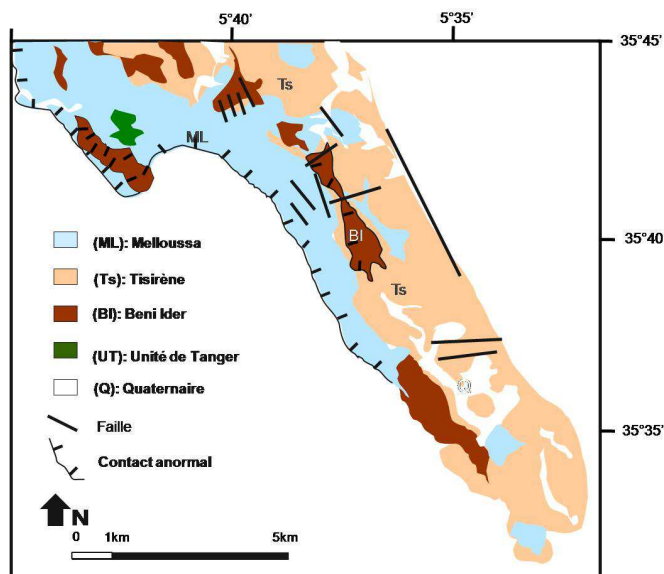 5°40' 5°35'
35°45'
Ts
ML
35°40'
BI
Ts
(ML): Melloussa
(Ts): Tisirène
(BI): Beni Ider
(UT): Unité de Tanger
(Q): Quaternaire
Q
Faille
35°35'
Contact anormal
N
0 1km 5km